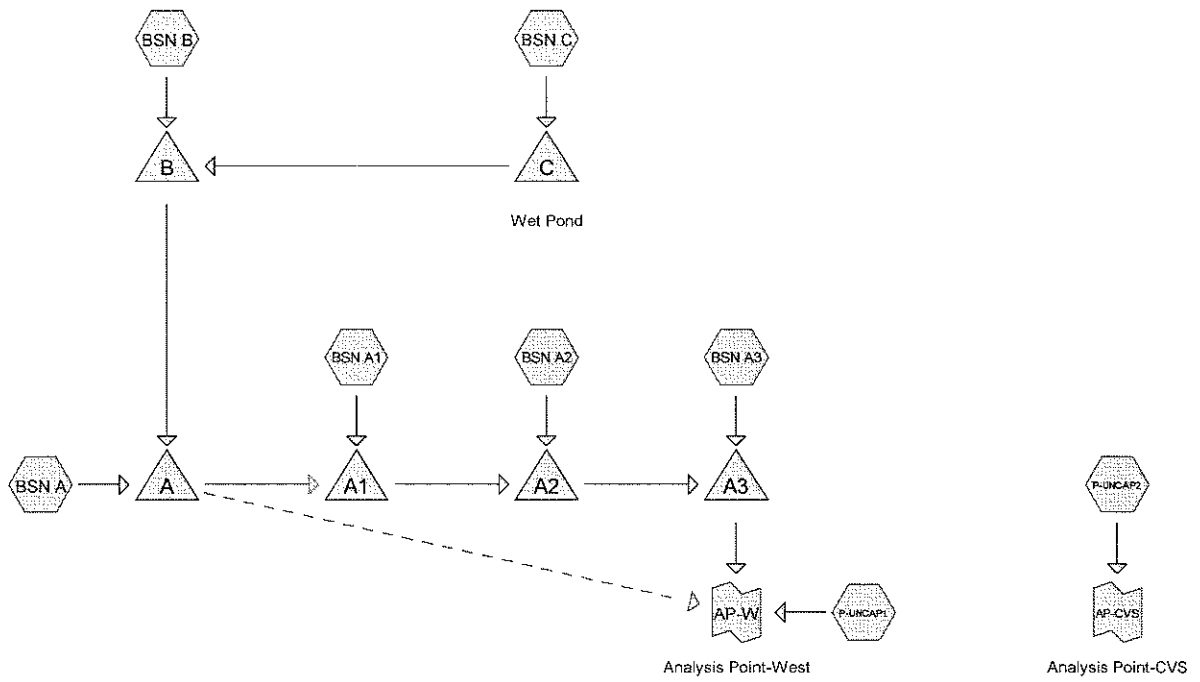 BSN B
BSN C
B
C
Wet Pond
BSN A1
BSN A2
BSN A3
BSN A
A
A1
A2
A3
P-UNCAP2
AP-W
P-UNCAP1
AP-CVS
Analysis Point-West
Analysis Point-CVS